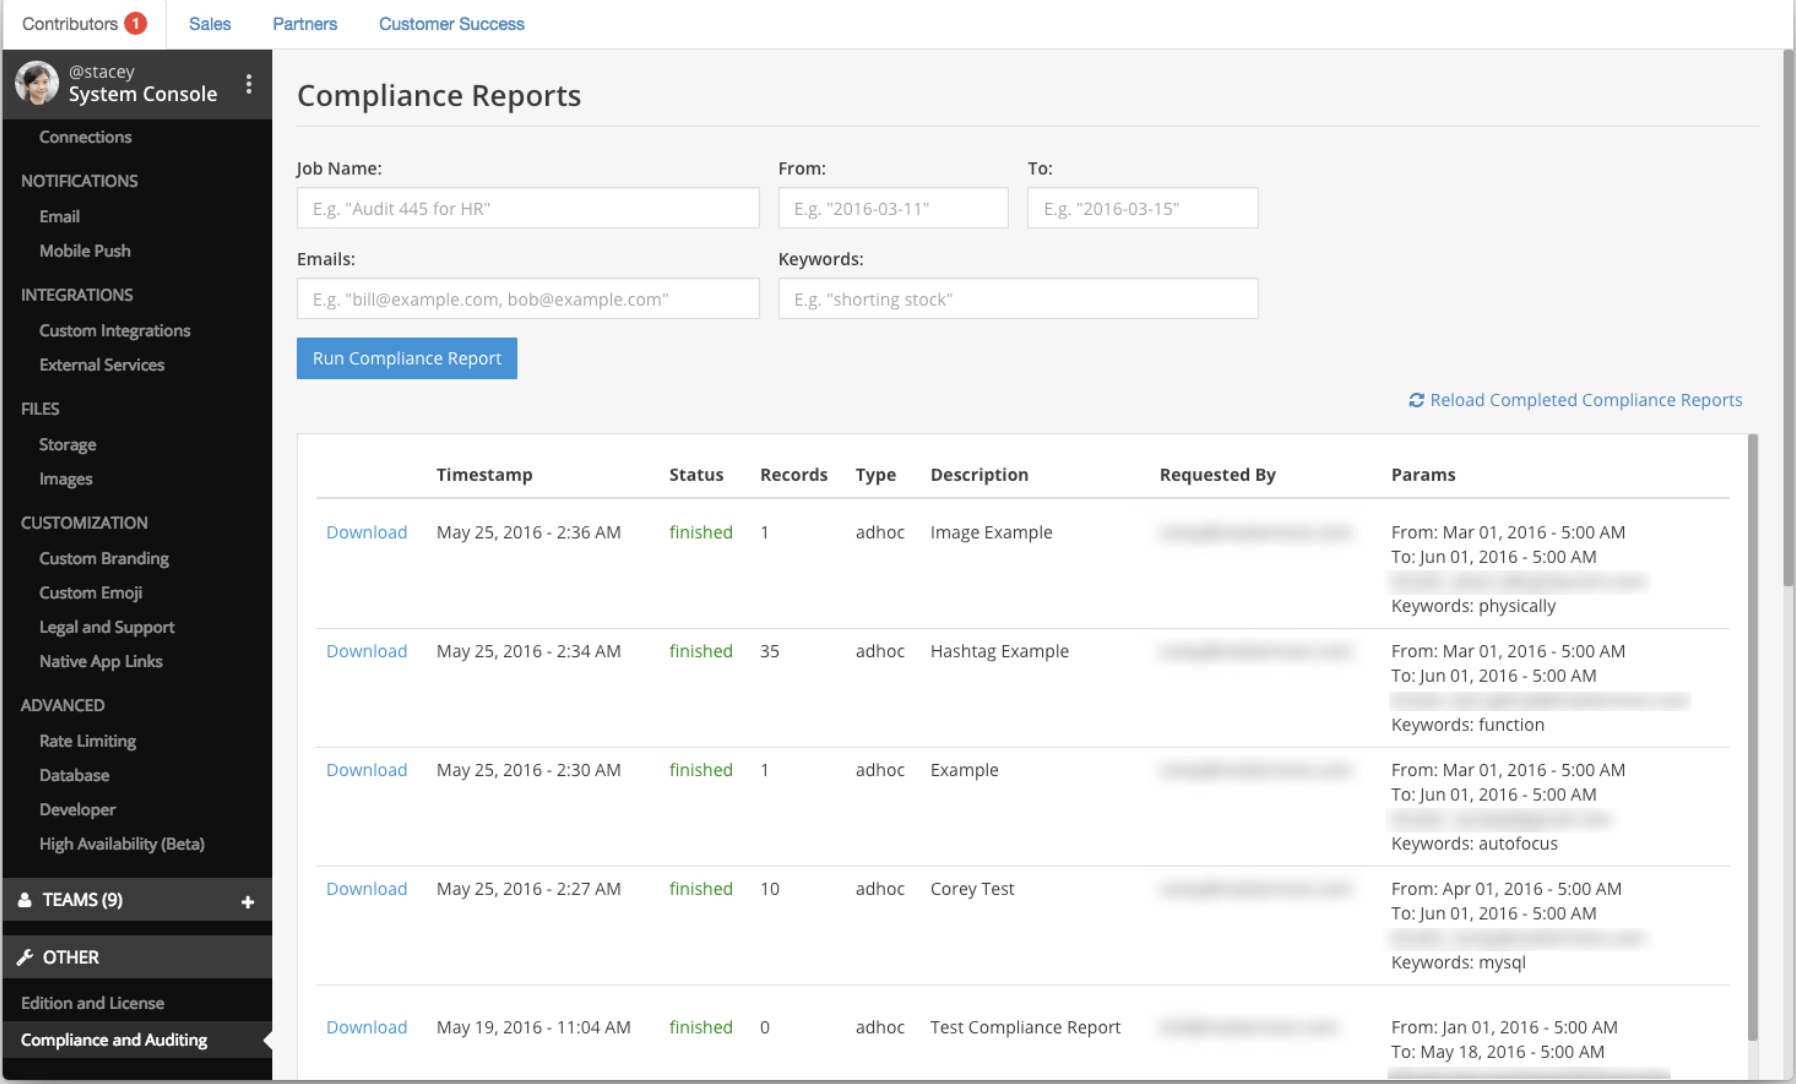 Contributors 1 Sales Partners Customer Success
@stacey
System Console
Connections
NOTIFICATIONS
Email
Mobile Push
INTEGRATIONS
Custom Integrations
External Services
FILES
Storage
Images
CUSTOMIZATION
Custom Branding
Custom Emoji
Legal and Support
Native App Links
ADVANCED
Rate Limiting
Database
Developer
High Availability (Beta)
TEAMS (9) +
OTHER
Edition and License
Compliance and Auditing
Compliance Reports
Job Name: From: To:
E.g. "Audit 445 for HR" E.g. "2016-03-11" E.g. "2016-03-15"
Emails: Keywords:
E.g. "bill@example.com, bob@example.com" E.g. "shorting stock"
Run Compliance Report
Reload Completed Compliance Reports
Timestamp Status Records Type Description Requested By Params
Download May 25, 2016 - 2:36 AM finished 1 adhoc Image Example From: Mar 01, 2016 - 5:00 AM
To: Jun 01, 2016 - 5:00 AM
Keywords: physically
Download May 25, 2016 - 2:34 AM finished 35 adhoc Hashtag Example From: Mar 01, 2016 - 5:00 AM
To: Jun 01, 2016 - 5:00 AM
Keywords: function
Download May 25, 2016 - 2:30 AM finished 1 adhoc Example From: Mar 01, 2016 - 5:00 AM
To: Jun 01, 2016 - 5:00 AM
Keywords: autofocus
Download May 25, 2016 - 2:27 AM finished 10 adhoc Corey Test From: Apr 01, 2016 - 5:00 AM
To: Jun 01, 2016 - 5:00 AM
Keywords: mysql
Download May 19, 2016 - 11:04 AM finished 0 adhoc Test Compliance Report From: Jan 01, 2016 - 5:00 AM
To: May 18, 2016 - 5:00 AM